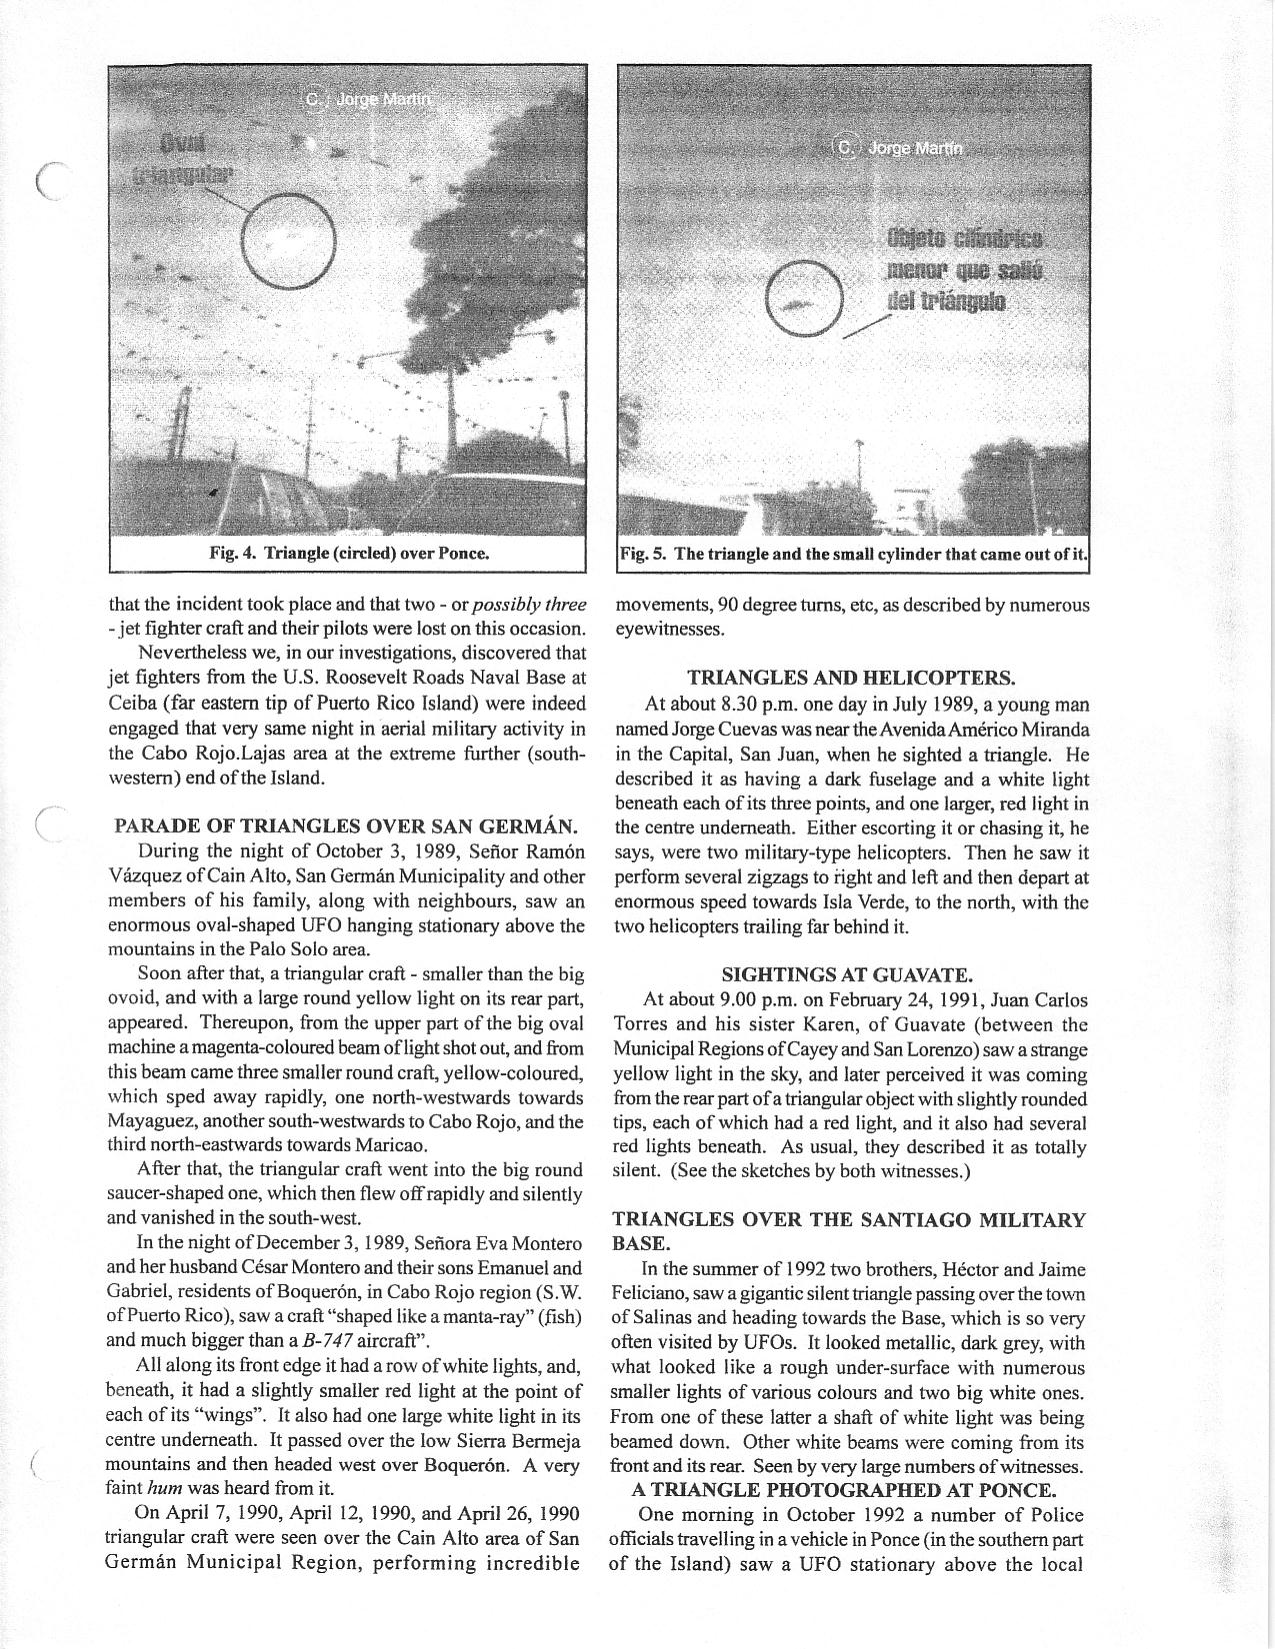 C. Jorge Martín
Ovni
triangular
Fig. 4. Triangle (circled) over Ponce.
C. Jorge Martín
Objeto cilíndrico
menor que salió
del triángulo
Fig. 5. The triangle and the small cylinder that came out of it.
that the incident took place and that two - or possibly three
- jet fighter craft and their pilots were lost on this occasion.
Nevertheless we, in our investigations, discovered that
jet fighters from the U.S. Roosevelt Roads Naval Base at
Ceiba (far eastern tip of Puerto Rico Island) were indeed
engaged that very same night in aerial military activity in
the Cabo Rojo.Lajas area at the extreme further (south-
western) end of the Island.
PARADE OF TRIANGLES OVER SAN GERMÁN.
During the night of October 3, 1989, Señor Ramón
Vázquez of Cain Alto, San Germán Municipality and other
members of his family, along with neighbours, saw an
enormous oval-shaped UFO hanging stationary above the
mountains in the Palo Solo area.
Soon after that, a triangular craft - smaller than the big
ovoid, and with a large round yellow light on its rear part,
appeared. Thereupon, from the upper part of the big oval
machine a magenta-coloured beam of light shot out, and from
this beam came three smaller round craft, yellow-coloured,
which sped away rapidly, one north-westwards towards
Mayaguez, another south-westwards to Cabo Rojo, and the
third north-eastwards towards Maricao.
After that, the triangular craft went into the big round
saucer-shaped one, which then flew off rapidly and silently
and vanished in the south-west.
In the night of December 3, 1989, Señora Eva Montero
and her husband César Montero and their sons Emanuel and
Gabriel, residents of Boquerón, in Cabo Rojo region (S.W.
of Puerto Rico), saw a craft “shaped like a manta-ray” (fish)
and much bigger than a B-747 aircraft”.
All along its front edge it had a row of white lights, and,
beneath, it had a slightly smaller red light at the point of
each of its “wings”. It also had one large white light in its
centre underneath. It passed over the low Sierra Bermeja
mountains and then headed west over Boquerón. A very
faint hum was heard from it.
On April 7, 1990, April 12, 1990, and April 26, 1990
triangular craft were seen over the Cain Alto area of San
Germán Municipal Region, performing incredible
movements, 90 degree turns, etc, as described by numerous
eyewitnesses.
TRIANGLES AND HELICOPTERS.
At about 8.30 p.m. one day in July 1989, a young man
named Jorge Cuevas was near the Avenida Américo Miranda
in the Capital, San Juan, when he sighted a triangle. He
described it as having a dark fuselage and a white light
beneath each of its three points, and one larger, red light in
the centre underneath. Either escorting it or chasing it, he
says, were two military-type helicopters. Then he saw it
perform several zigzags to right and left and then depart at
enormous speed towards Isla Verde, to the north, with the
two helicopters trailing far behind it.
SIGHTINGS AT GUAVATE.
At about 9.00 p.m. on February 24, 1991, Juan Carlos
Torres and his sister Karen, of Guavate (between the
Municipal Regions of Cayey and San Lorenzo) saw a strange
yellow light in the sky, and later perceived it was coming
from the rear part of a triangular object with slightly rounded
tips, each of which had a red light, and it also had several
red lights beneath. As usual, they described it as totally
silent. (See the sketches by both witnesses.)
TRIANGLES OVER THE SANTIAGO MILITARY
BASE.
In the summer of 1992 two brothers, Héctor and Jaime
Feliciano, saw a gigantic silent triangle passing over the town
of Salinas and heading towards the Base, which is so very
often visited by UFOs. It looked metallic, dark grey, with
what looked like a rough under-surface with numerous
smaller lights of various colours and two big white ones.
From one of these latter a shaft of white light was being
beamed down. Other white beams were coming from its
front and its rear. Seen by very large numbers of witnesses.
A TRIANGLE PHOTOGRAPHED AT PONCE.
One morning in October 1992 a number of Police
officials travelling in a vehicle in Ponce (in the southern part
of the Island) saw a UFO stationary above the local